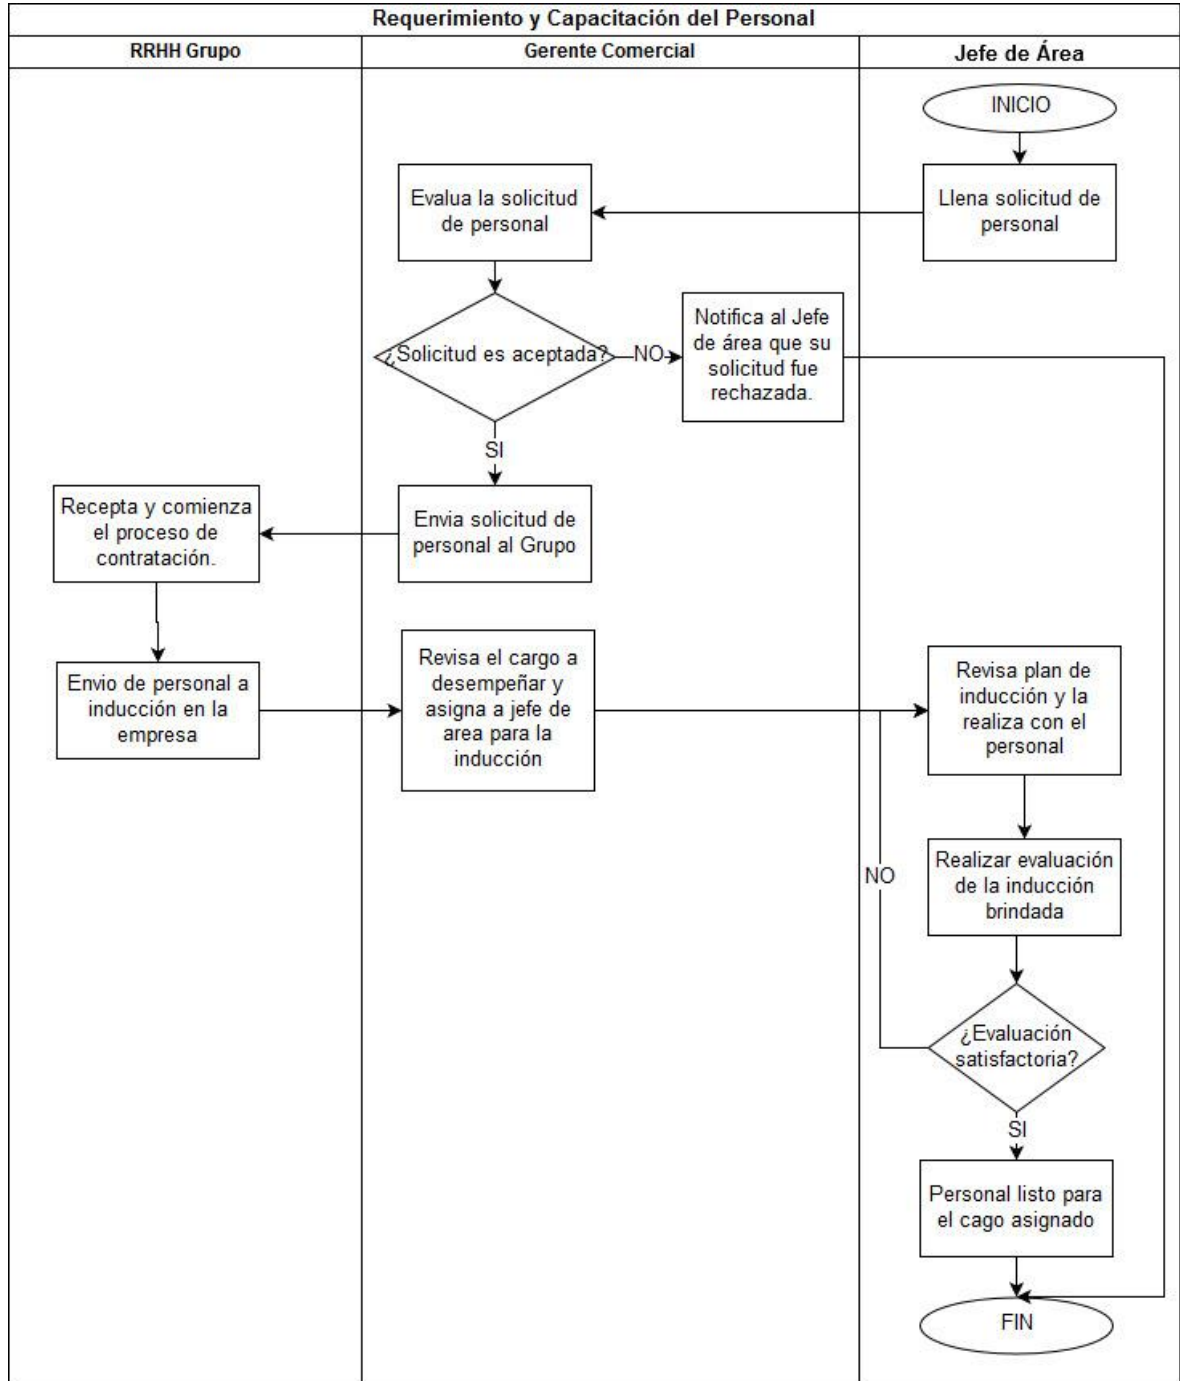 Requerimiento y Capacitación del Personal
RRHH Grupo
Gerente Comercial
Jefe de Área
INICIO
Llena solicitud de
personal
Evalua la solicitud
de personal
¿Solicitud es aceptada?
NO
Notifica al Jefe
de área que su
solicitud fue
rechazada.
SI
Envia solicitud de
personal al Grupo
Recepta y comienza
el proceso de
contratación.
Envio de personal a
inducción en la
empresa
Revisa el cargo a
desempeñar y
asigna a jefe de
area para la
inducción
Revisa plan de
inducción y la
realiza con el
personal
Realizar evaluación
de la inducción
brindada
NO
¿Evaluación
satisfactoria?
SI
Personal listo para
el cago asignado
FIN